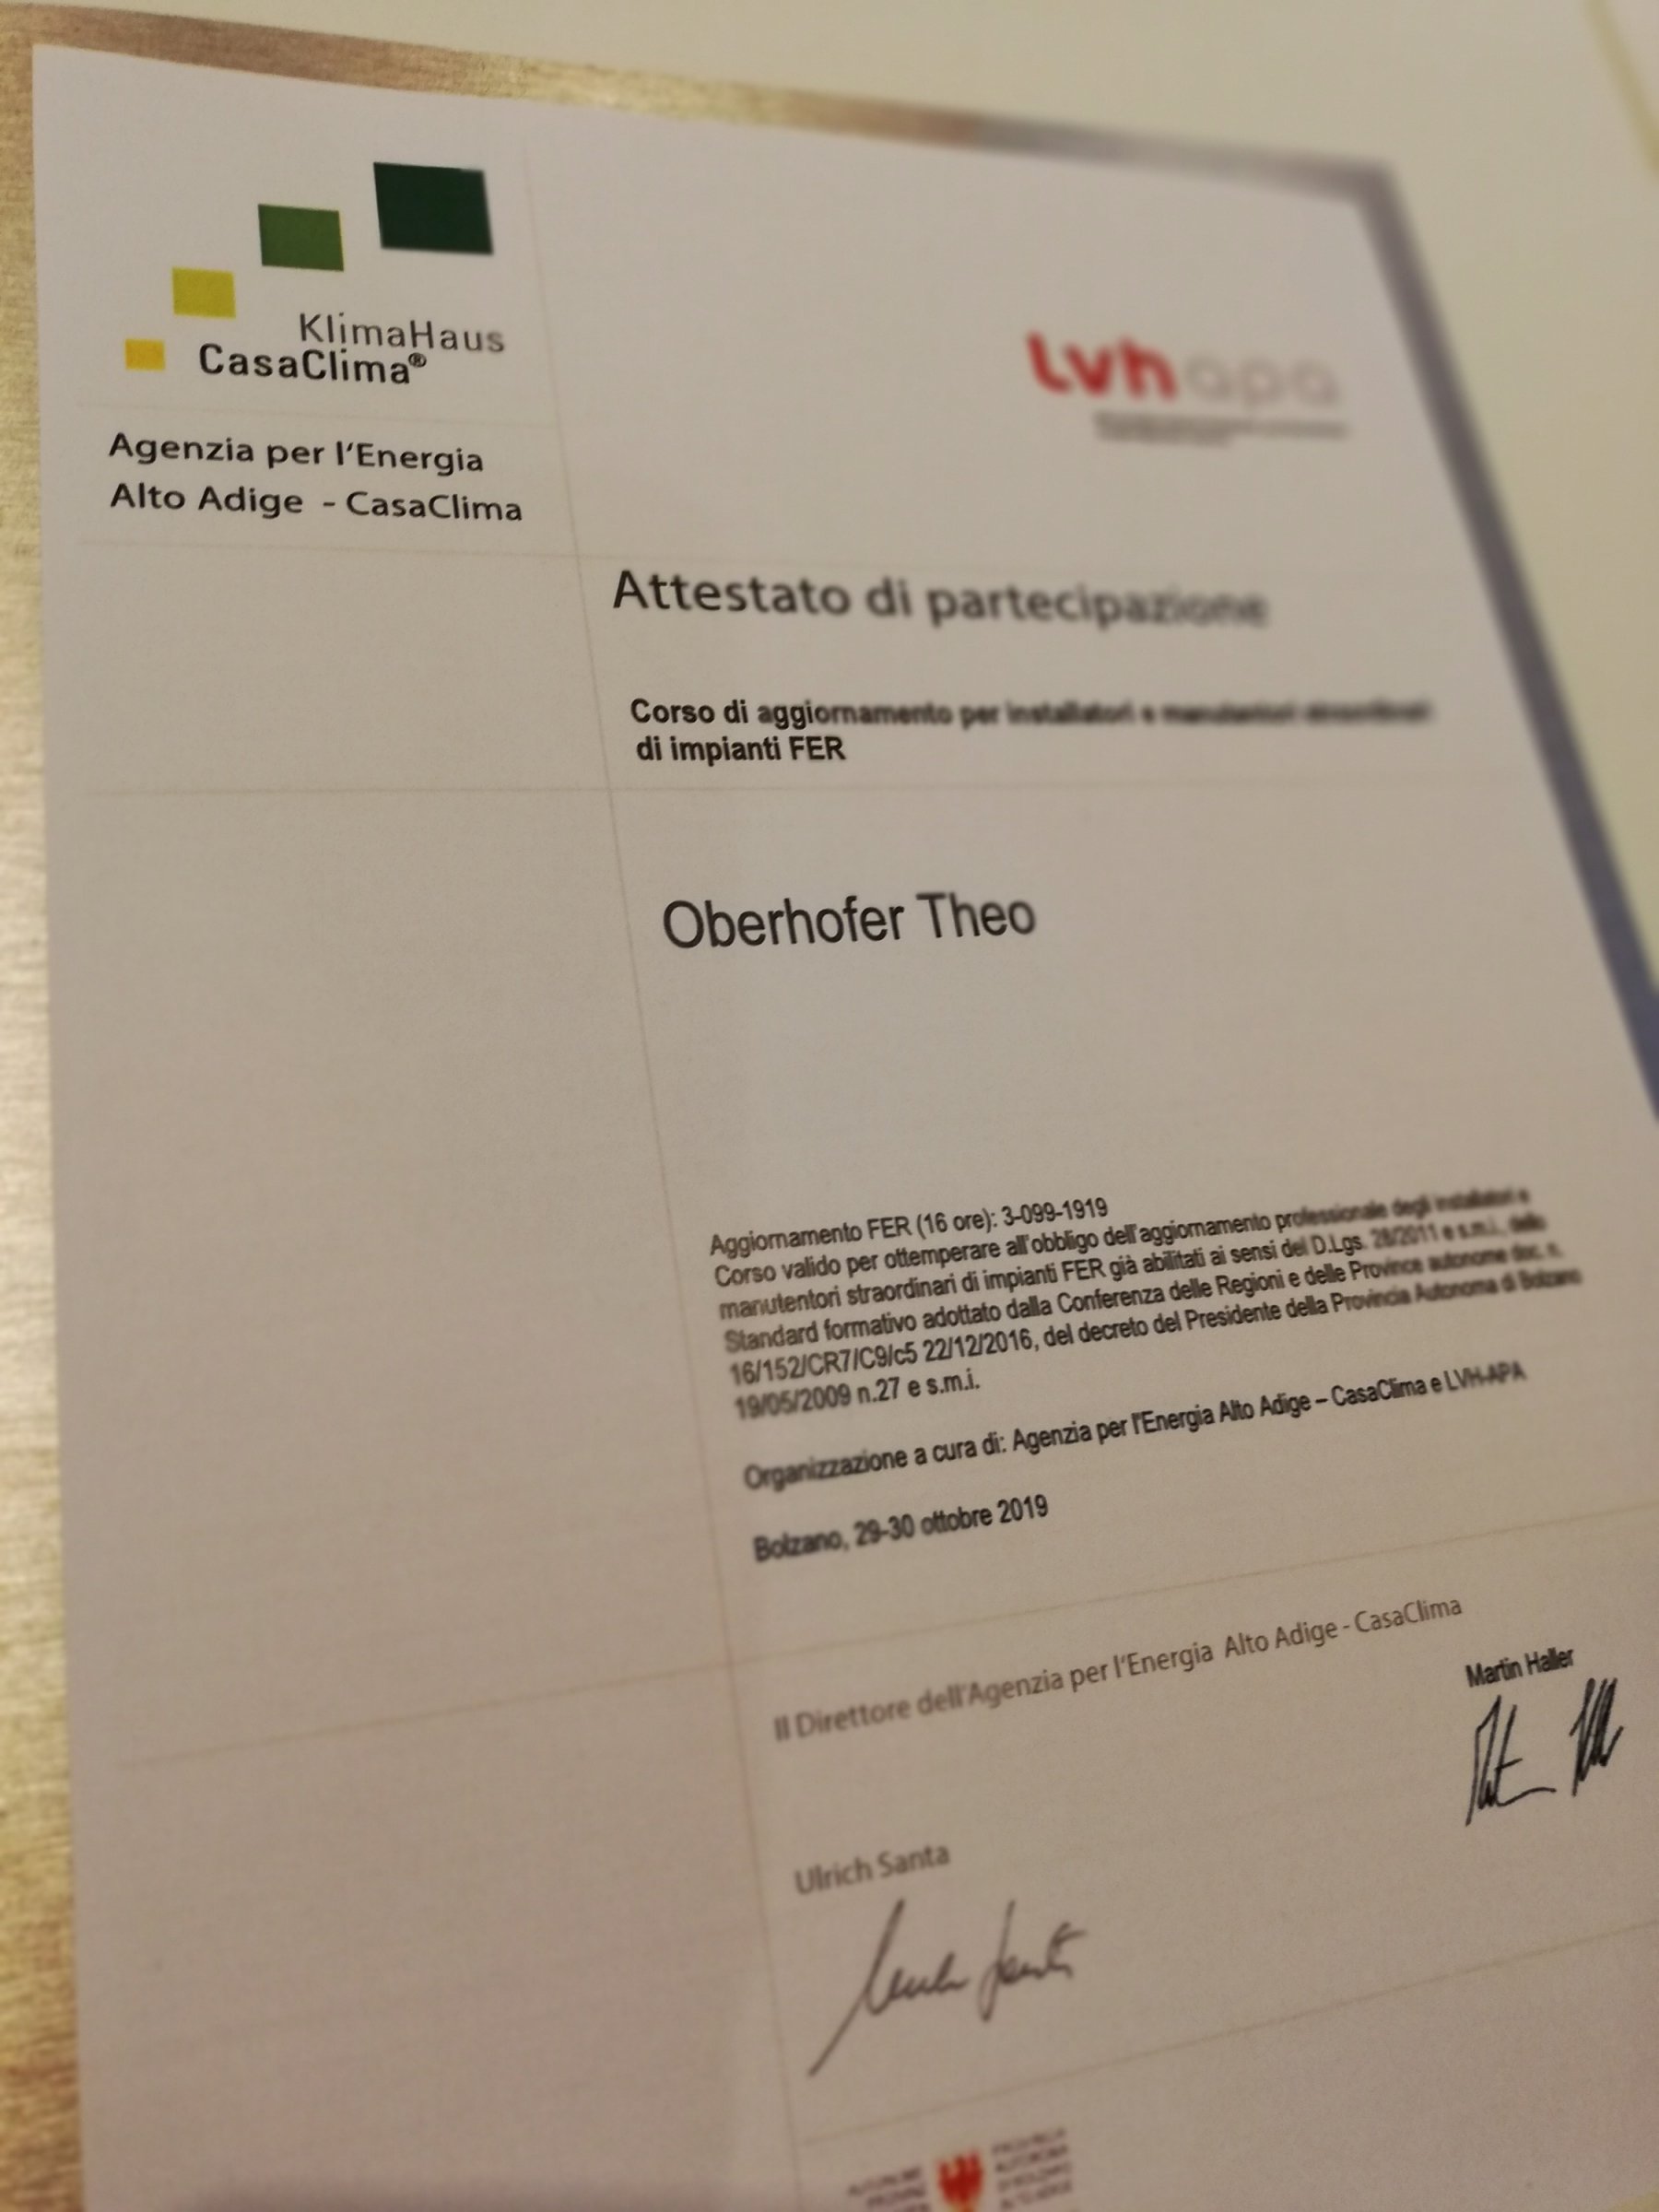 KlimaHaus
CasaClima®
lvh apa
Agenzia per l'Energia
Alto Adige - CasaClima
Attestato di partecipazione
Corso di aggiornamento per installatori e manutentori straordinari
di impianti FER
Oberhofer Theo
Aggiornamento FER (16 ore): 3-099-1919
Corso valido per ottemperare all'obbligo dell'aggiornamento professionale degli installatori e
manutentori straordinari di impianti FER già abilitati ai sensi del D.Lgs. 28/2011 e s.m.i., dello
Standard formativo adottato dalla Conferenza delle Regioni e delle Province autonome doc. n.
16/152/CR7/C9/c5 22/12/2016, del decreto del Presidente della Provincia Autonoma di Bolzano
19/05/2009 n.27 e s.m.i.
Organizzazione a cura di: Agenzia per l'Energia Alto Adige – CasaClima e LVH-APA
Bolzano, 29-30 ottobre 2019
Il Direttore dell'Agenzia per l'Energia Alto Adige - CasaClima
Martin Haller
Ulrich Santa